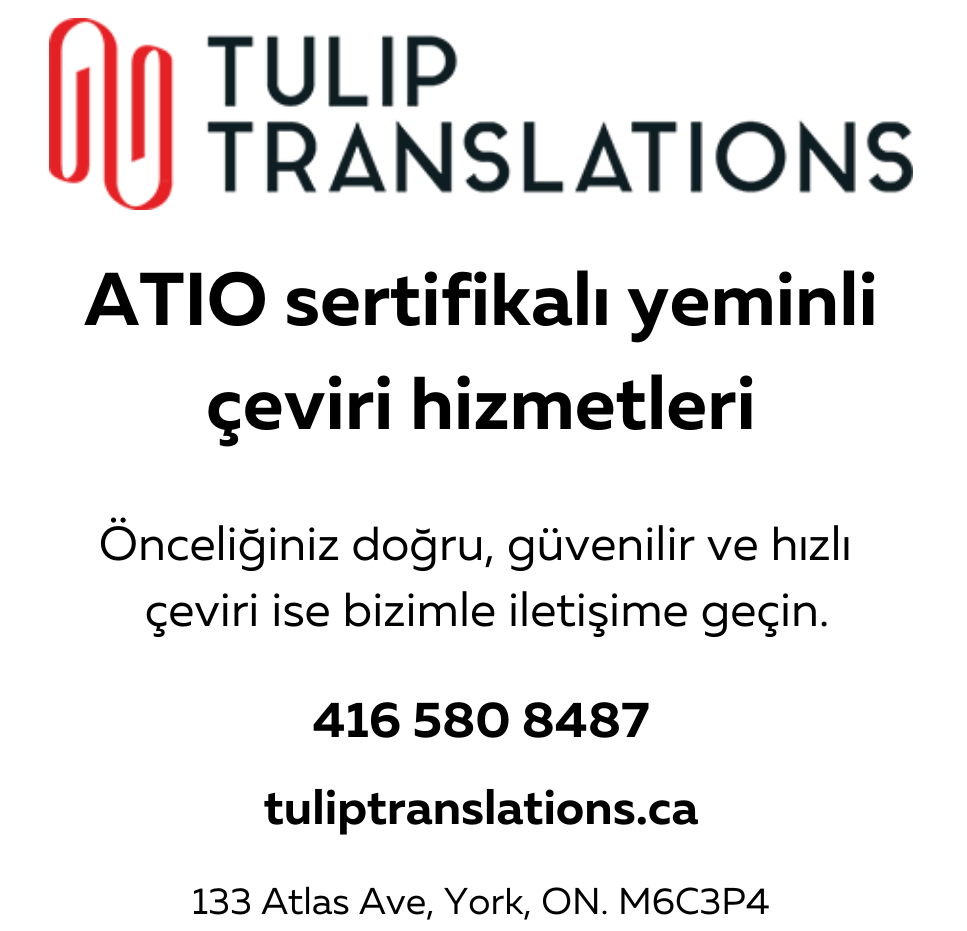 TULIP
TRANSLATIONS
ATIO sertifikalı yeminli
çeviri hizmetleri
Önceliğiniz doğru, güvenilir ve hızlı
çeviri ise bizimle iletişime geçin.
416 580 8487
tuliptranslations.ca
133 Atlas Ave, York, ON. M6C3P4